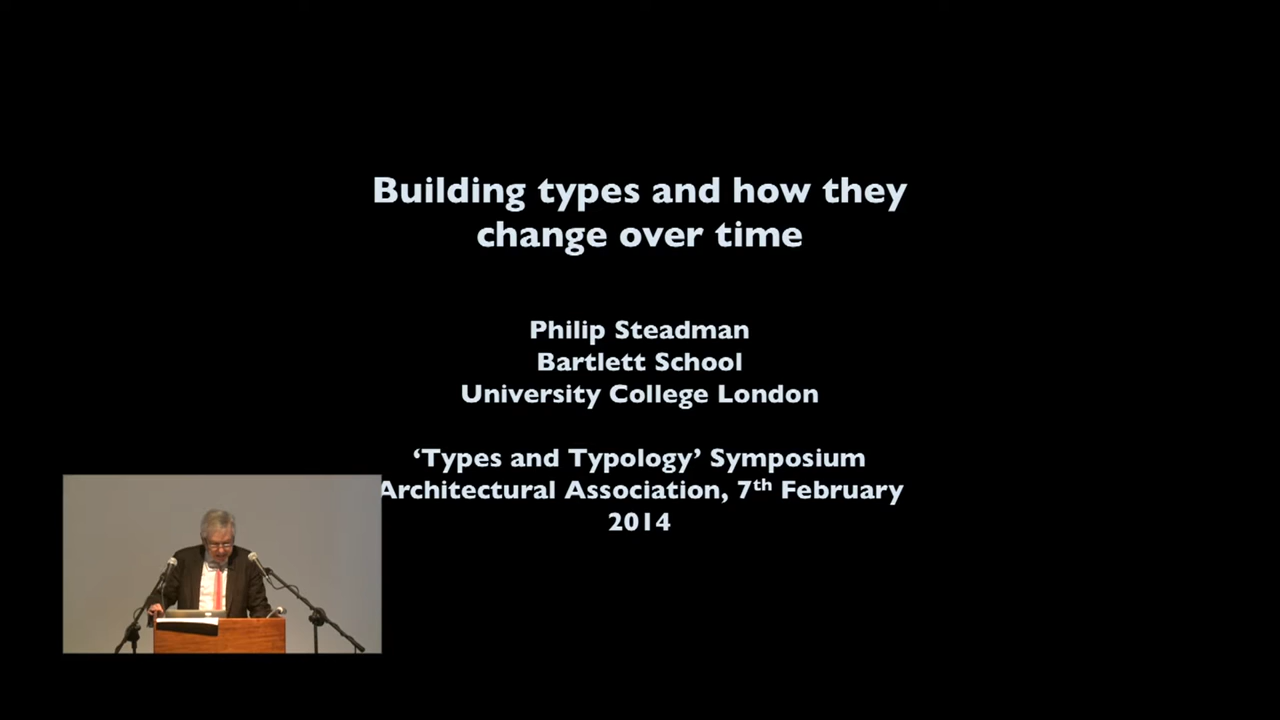 Building types and how they
change over time
Philip Steadman
Bartlett School
University College London
‘Types and Typology’ Symposium
Architectural Association, 7th February
2014